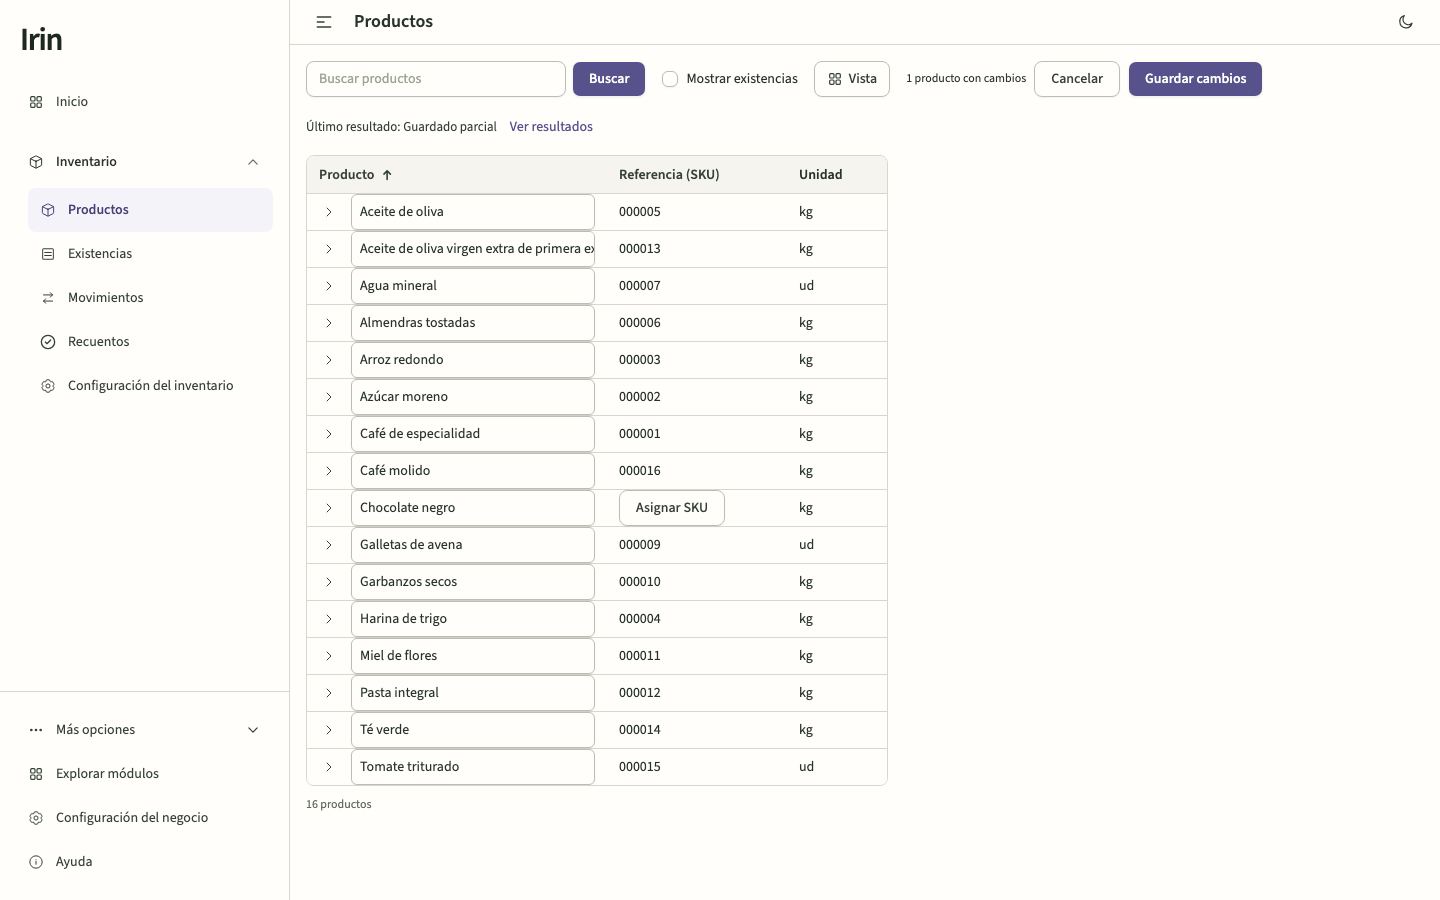 Irin
Productos
Inicio
Inventario
Productos
Existencias
Movimientos
Recuentos
Configuración del inventario
Más opciones
Explorar módulos
Configuración del negocio
Ayuda
Buscar productos Buscar Mostrar existencias Vista 1 producto con cambios Cancelar Guardar cambios
Último resultado: Guardado parcial Ver resultados
Producto Referencia (SKU) Unidad
Aceite de oliva 000005 kg
Aceite de oliva virgen extra de primera ex 000013 kg
Agua mineral 000007 ud
Almendras tostadas 000006 kg
Arroz redondo 000003 kg
Azúcar moreno 000002 kg
Café de especialidad 000001 kg
Café molido 000016 kg
Chocolate negro Asignar SKU kg
Galletas de avena 000009 ud
Garbanzos secos 000010 kg
Harina de trigo 000004 kg
Miel de flores 000011 kg
Pasta integral 000012 kg
Té verde 000014 kg
Tomate triturado 000015 ud
16 productos